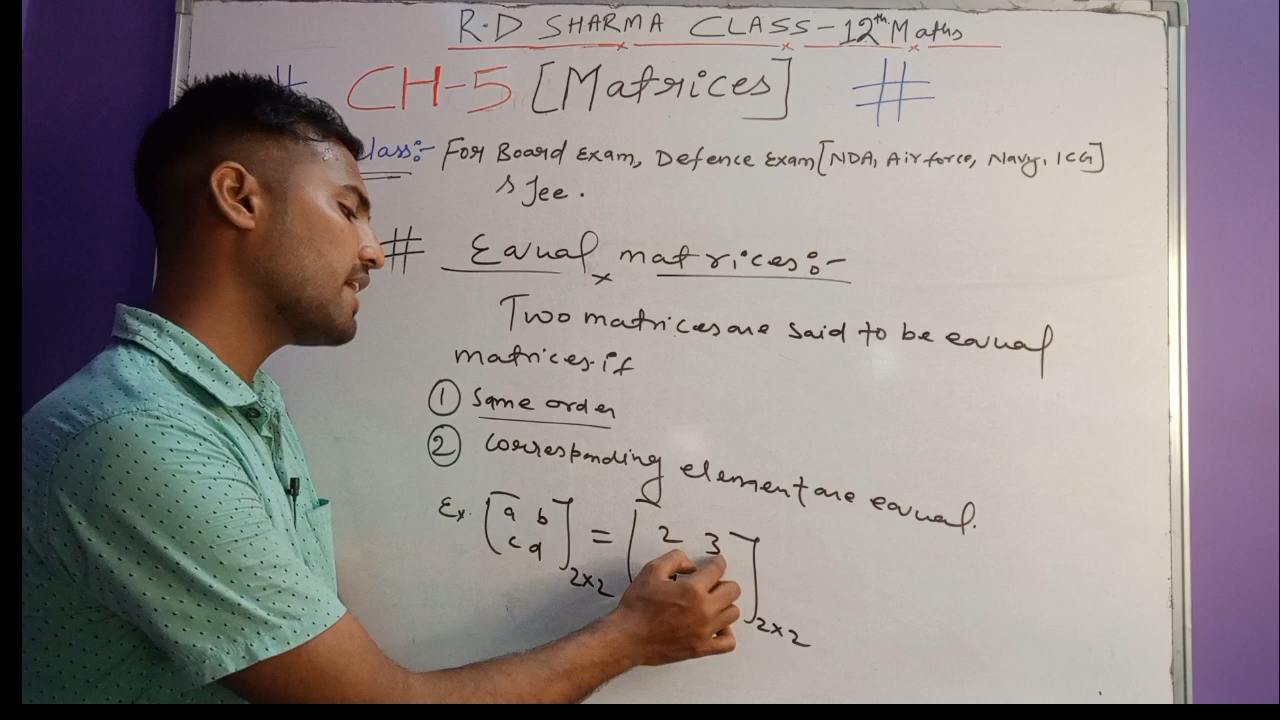 R.D SHARMA CLASS-12th Maths
# CH-5 [Matrices] #
class:- For Board Exam, Defence Exam [NDA, Airforce, Navy, ICG]
& Jee.
# Equal matrices:-
Two matrices are said to be equal
matrices if
① Same order
② Corresponding element are equal.
Ex. [a b = [2 3
c d]2x2 ]2x2